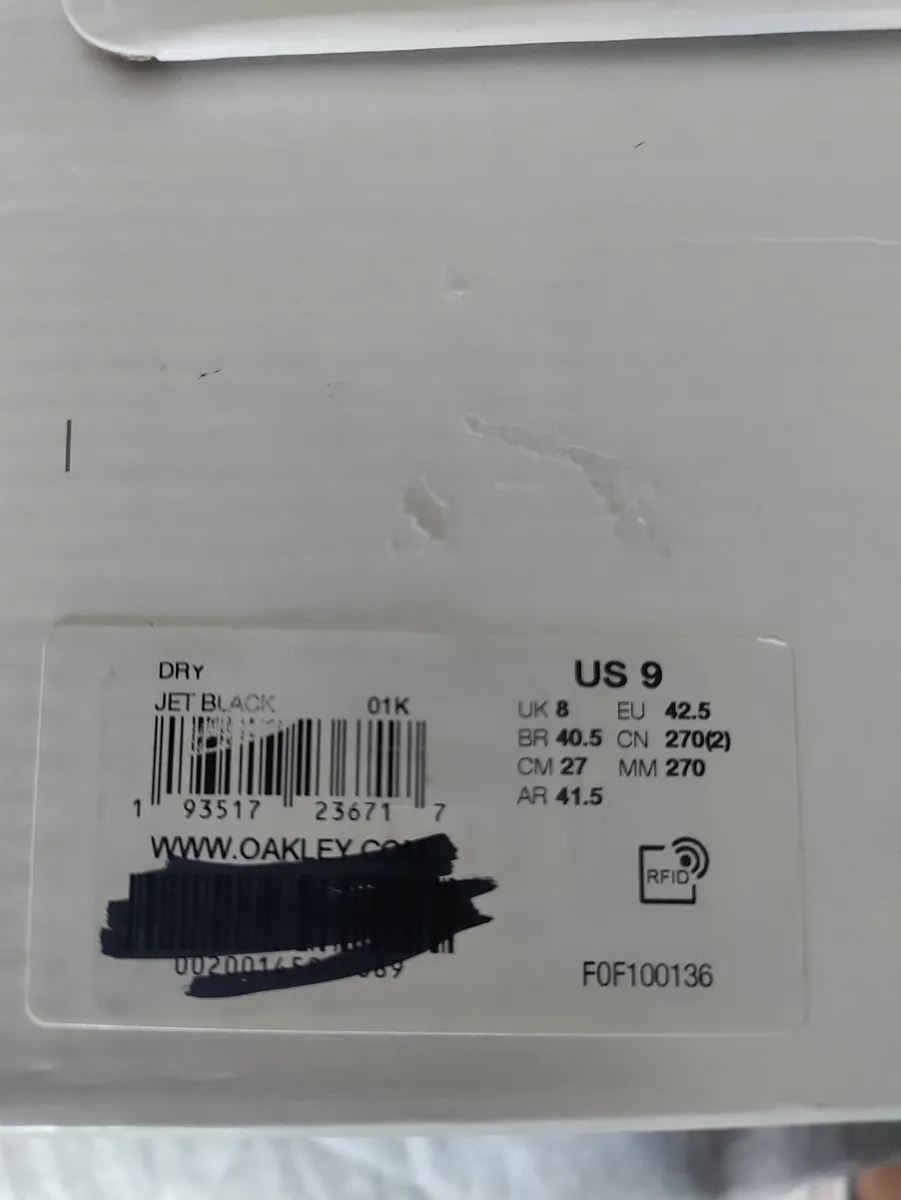 DRY
JET BLACK 01K
1 93517 23671 7
WWW.OAKLEY
US 9
UK 8 EU 42.5
BR 40.5 CN 270(2)
CM 27 MM 270
AR 41.5
RFID
F0F100136